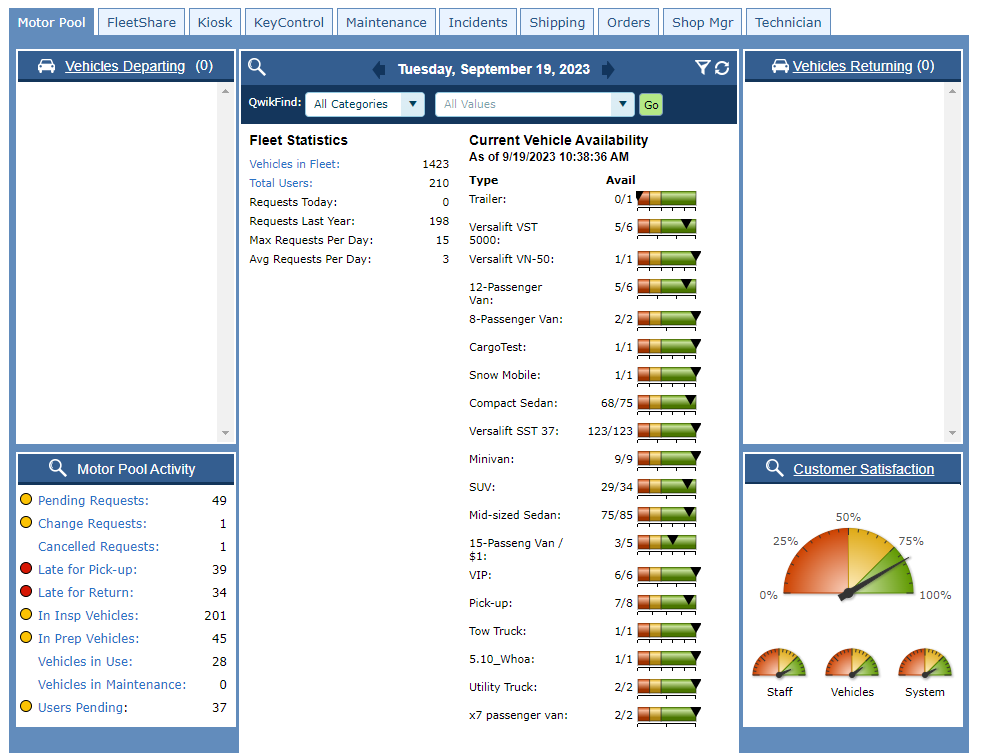 Motor Pool FleetShare Kiosk KeyControl Maintenance Incidents Shipping Orders Shop Mgr Technician
Vehicles Departing (0)
Tuesday, September 19, 2023
QwikFind: All Categories All Values Go
Fleet Statistics
Vehicles in Fleet: 1423
Total Users: 210
Requests Today: 0
Requests Last Year: 198
Max Requests Per Day: 15
Avg Requests Per Day: 3
Current Vehicle Availability
As of 9/19/2023 10:38:36 AM
Type Avail
Trailer: 0/1
Versalift VST 5/6
5000:
Versalift VN-50: 1/1
12-Passenger 5/6
Van:
8-Passenger Van: 2/2
CargoTest: 1/1
Snow Mobile: 1/1
Compact Sedan: 68/75
Versalift SST 37: 123/123
Minivan: 9/9
SUV: 29/34
Mid-sized Sedan: 75/85
15-Passeng Van / 3/5
$1:
VIP: 6/6
Pick-up: 7/8
Tow Truck: 1/1
5.10_Whoa: 1/1
Utility Truck: 2/2
x7 passenger van: 2/2
Vehicles Returning (0)
Motor Pool Activity
Pending Requests: 49
Change Requests: 1
Cancelled Requests: 1
Late for Pick-up: 39
Late for Return: 34
In Insp Vehicles: 201
In Prep Vehicles: 45
Vehicles in Use: 28
Vehicles in Maintenance: 0
Users Pending: 37
Customer Satisfaction
50%
25% 75%
0% 100%
Staff Vehicles System